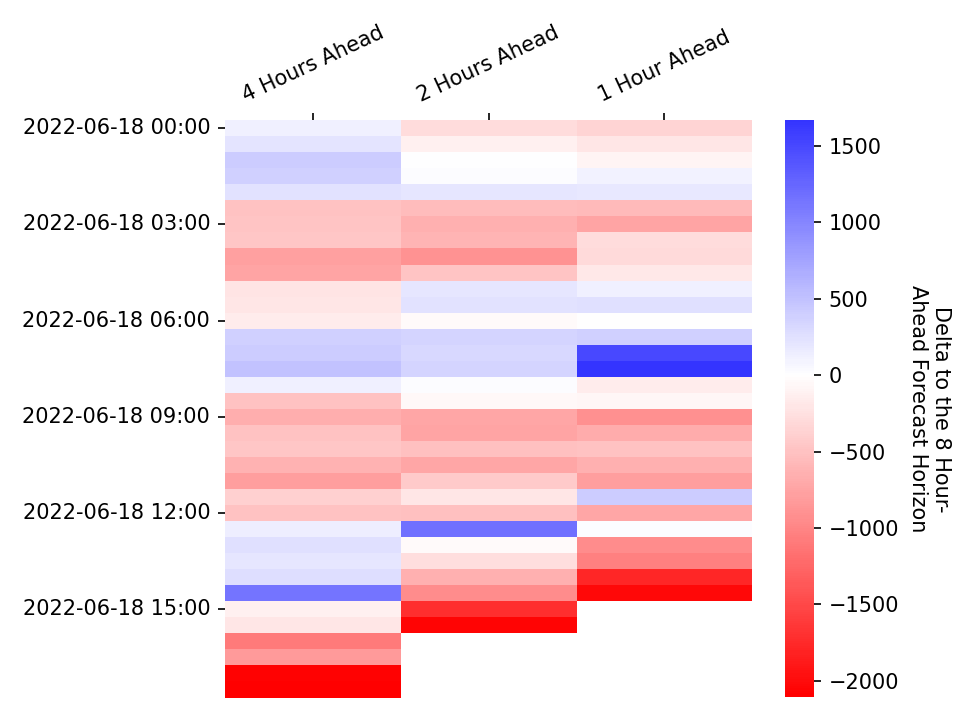 4 Hours Ahead
2 Hours Ahead
1 Hour Ahead
2022-06-18 00:00
2022-06-18 03:00
2022-06-18 06:00
2022-06-18 09:00
2022-06-18 12:00
2022-06-18 15:00
1500
1000
500
0
−500
−1000
−1500
−2000
Delta to the 8 Hour-
Ahead Forecast Horizon